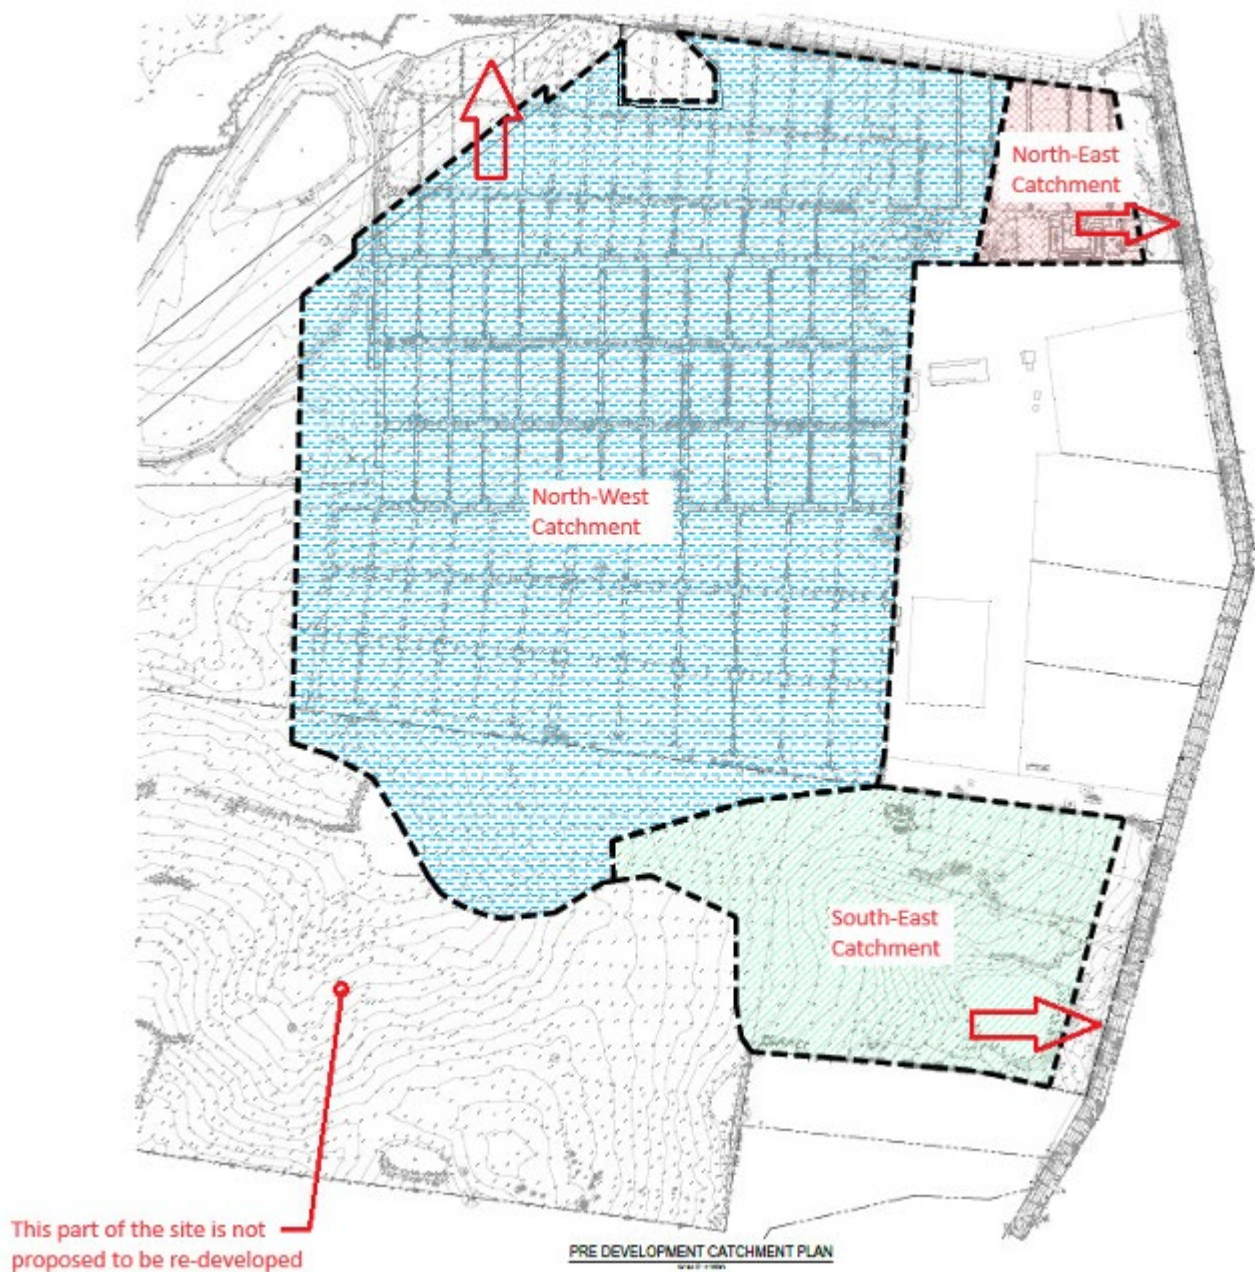 North-East
Catchment
North-West
Catchment
South-East
Catchment
This part of the site is not
proposed to be re-developed
PRE DEVELOPMENT CATCHMENT PLAN